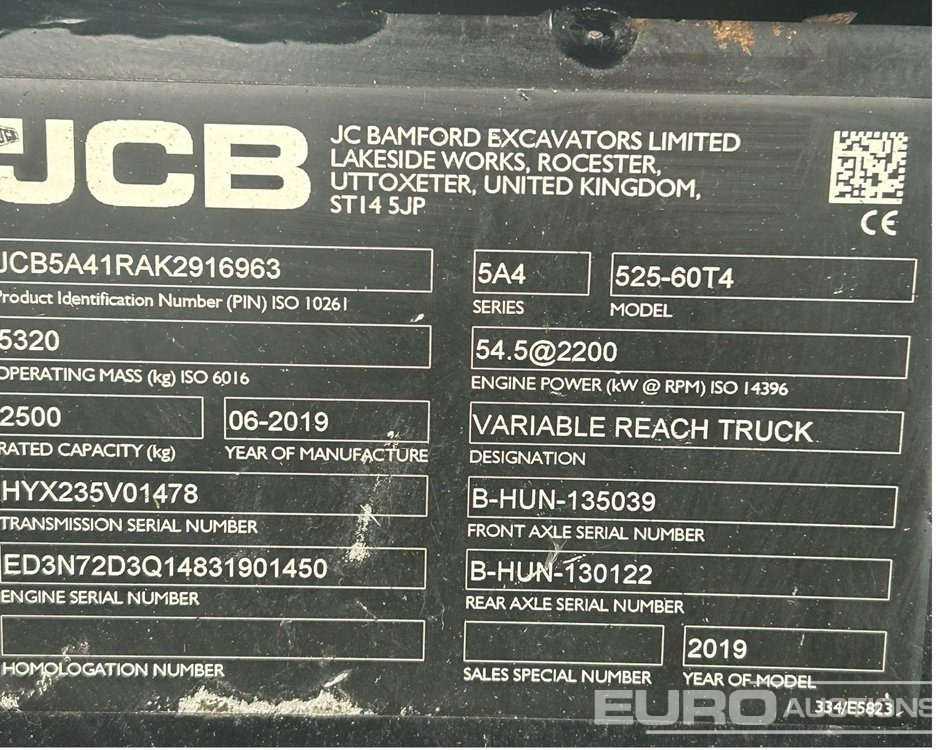 JCB
JC BAMFORD EXCAVATORS LIMITED
LAKESIDE WORKS, ROCESTER,
UTTOXETER, UNITED KINGDOM,
ST14 5JP
CE
JCB5A41RAK2916963
Product Identification Number (PIN) ISO 10261
5A4
SERIES
525-60T4
MODEL
5320
OPERATING MASS (kg) ISO 6016
54.5@2200
ENGINE POWER (kW @ RPM) ISO 14396
2500
RATED CAPACITY (kg)
06-2019
YEAR OF MANUFACTURE
VARIABLE REACH TRUCK
DESIGNATION
HYX235V01478
TRANSMISSION SERIAL NUMBER
B-HUN-135039
FRONT AXLE SERIAL NUMBER
ED3N72D3Q14831901450
ENGINE SERIAL NUMBER
B-HUN-130122
REAR AXLE SERIAL NUMBER
HOMOLOGATION NUMBER
SALES SPECIAL NUMBER
2019
YEAR OF MODEL
334/E5823
EURO AUCTIONS